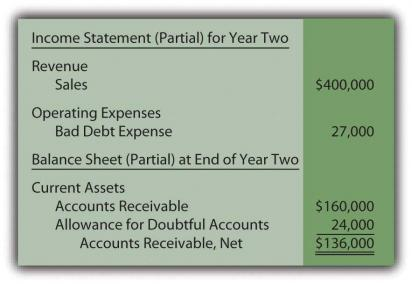 Income Statement (Partial) for Year Two
Revenue
Sales $400,000
Operating Expenses
Bad Debt Expense 27,000
Balance Sheet (Partial) at End of Year Two
Current Assets
Accounts Receivable $160,000
Allowance for Doubtful Accounts 24,000
Accounts Receivable, Net $136,000